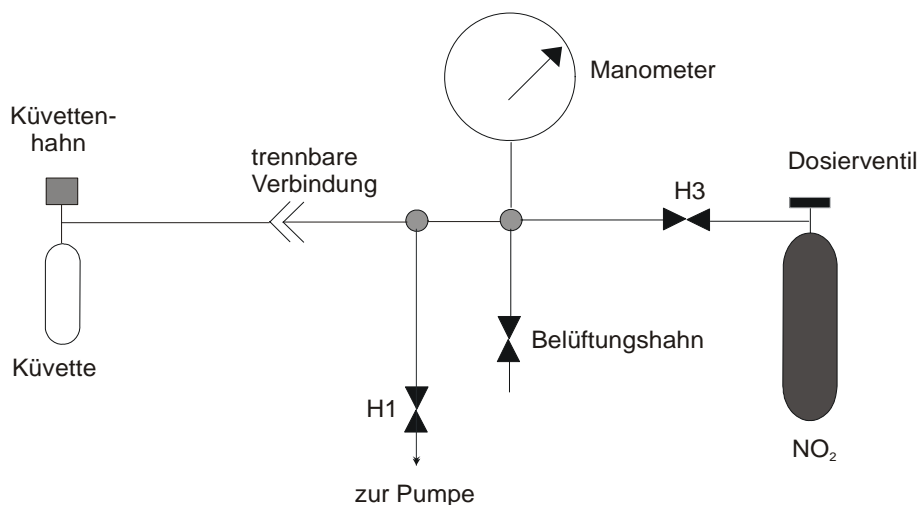 Manometer
Küvetten-
hahn
trennbare
Verbindung
Dosierventil
H3
Belüftungshahn
Küvette
H1
NO₂
zur Pumpe